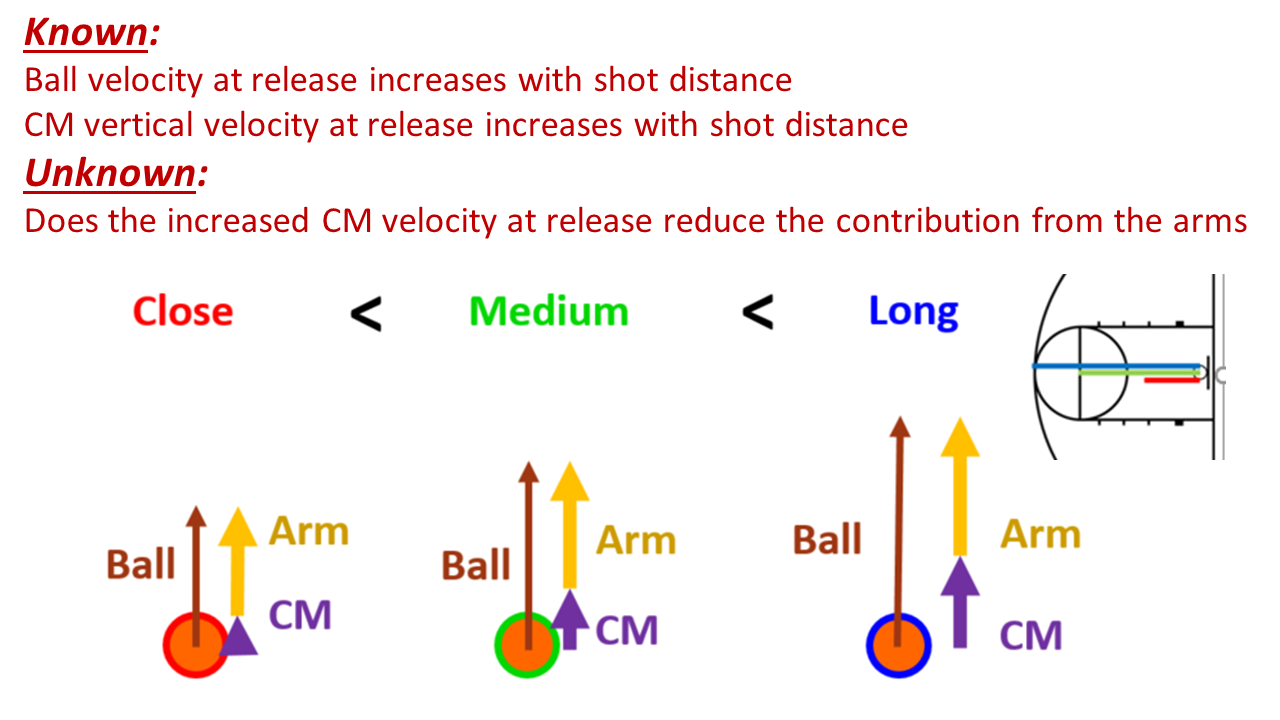 Known:
Ball velocity at release increases with shot distance
CM vertical velocity at release increases with shot distance
Unknown:
Does the increased CM velocity at release reduce the contribution from the arms
Close < Medium < Long
Ball Arm CM
Ball Arm CM
Ball Arm CM